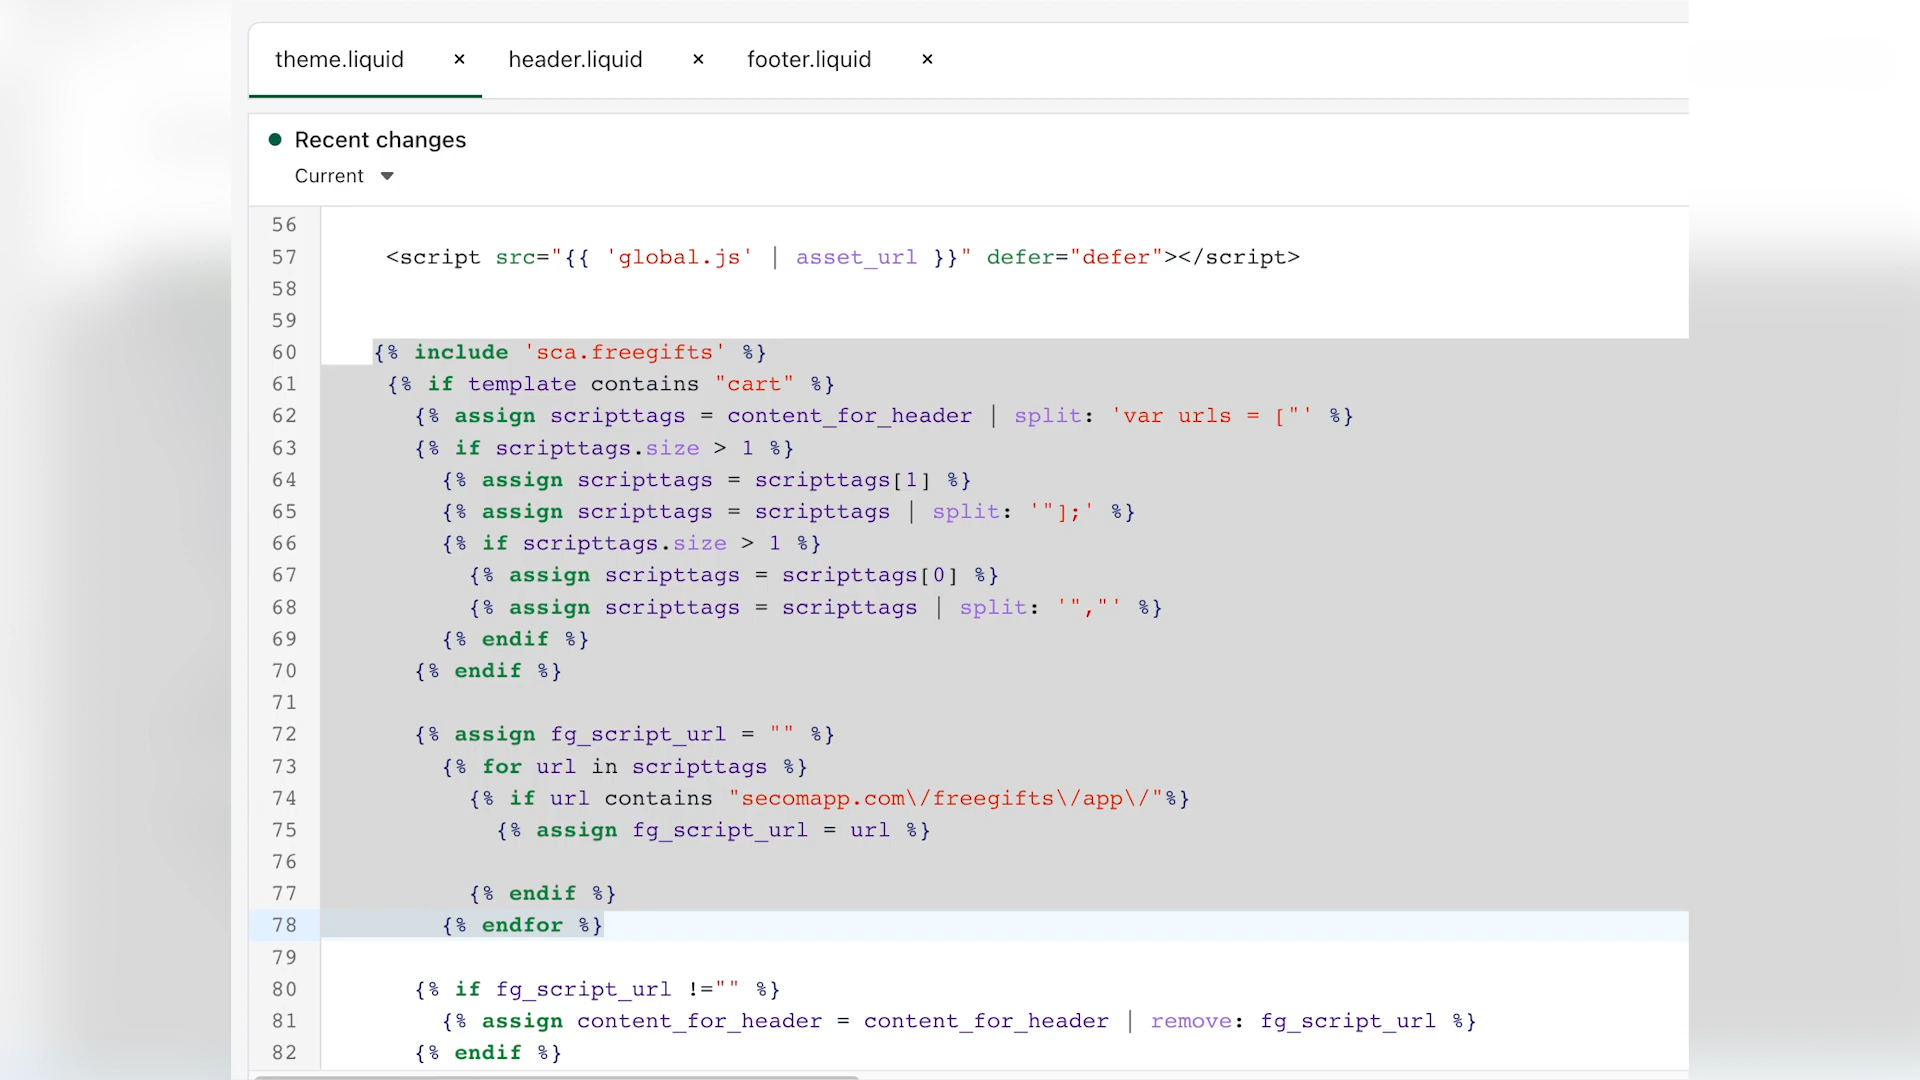 theme.liquid × header.liquid × footer.liquid ×
Recent changes
Current
56
57 <script src="{{ 'global.js' | asset_url }}" defer="defer"></script>
58
59
60 {% include 'sca.freegifts' %}
61 {% if template contains "cart" %}
62 {% assign scripttags = content_for_header | split: 'var urls = ["' %}
63 {% if scripttags.size > 1 %}
64 {% assign scripttags = scripttags[1] %}
65 {% assign scripttags = scripttags | split: '"];' %}
66 {% if scripttags.size > 1 %}
67 {% assign scripttags = scripttags[0] %}
68 {% assign scripttags = scripttags | split: '","' %}
69 {% endif %}
70 {% endif %}
71
72 {% assign fg_script_url = "" %}
73 {% for url in scripttags %}
74 {% if url contains "secomapp.com\/freegifts\/app\/"%}
75 {% assign fg_script_url = url %}
76
77 {% endif %}
78 {% endfor %}
79
80 {% if fg_script_url !="" %}
81 {% assign content_for_header = content_for_header | remove: fg_script_url %}
82 {% endif %}